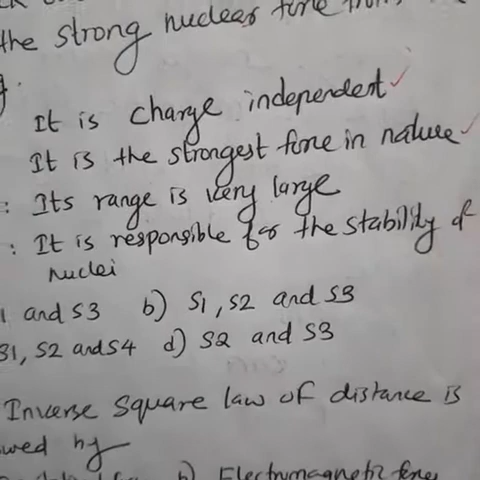 the strong nuclear force from
It is charge independent
It is the strongest force in nature
: Its range is very large
: It is responsible for the stability of
nuclei
1 and S3 b) S1, S2 and S3
S1, S2 and S4 d) S2 and S3
Inverse square law of distance is
wed by
b) Electromagnetic force